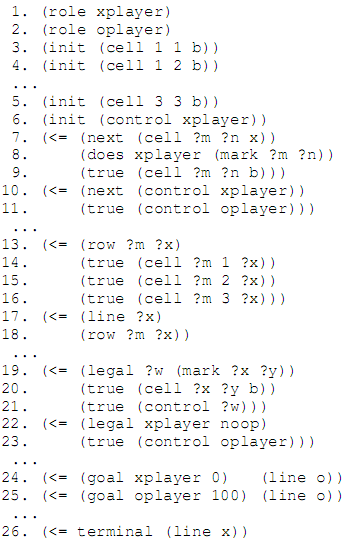 1. (role xplayer)
2. (role oplayer)
3. (init (cell 1 1 b))
4. (init (cell 1 2 b))
...
5. (init (cell 3 3 b))
6. (init (control xplayer))
7. (<= (next (cell ?m ?n x))
8. (does xplayer (mark ?m ?n))
9. (true (cell ?m ?n b)))
10. (<= (next (control xplayer))
11. (true (control oplayer)))
...
13. (<= (row ?m ?x)
14. (true (cell ?m 1 ?x))
15. (true (cell ?m 2 ?x))
16. (true (cell ?m 3 ?x)))
17. (<= (line ?x)
18. (row ?m ?x))
...
19. (<= (legal ?w (mark ?x ?y))
20. (true (cell ?x ?y b))
21. (true (control ?w)))
22. (<= (legal xplayer noop)
23. (true (control oplayer)))
...
24. (<= (goal xplayer 0) (line o))
25. (<= (goal oplayer 100) (line o))
...
26. (<= terminal (line x))